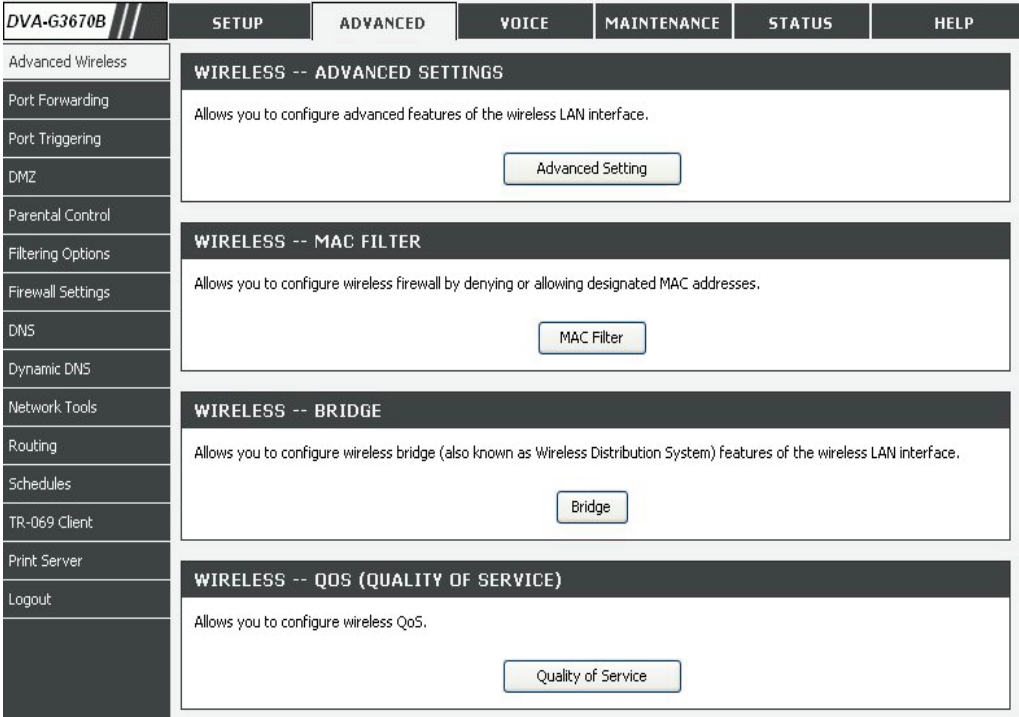 DVA-G3670B
SETUP
ADVANCED
VOICE
MAINTENANCE
STATUS
HELP
Advanced Wireless
Port Forwarding
Port Triggering
DMZ
Parental Control
Filtering Options
Firewall Settings
DNS
Dynamic DNS
Network Tools
Routing
Schedules
TR-069 Client
Print Server
Logout
WIRELESS -- ADVANCED SETTINGS
Allows you to configure advanced features of the wireless LAN interface.
Advanced Setting
WIRELESS -- MAC FILTER
Allows you to configure wireless firewall by denying or allowing designated MAC addresses.
MAC Filter
WIRELESS -- BRIDGE
Allows you to configure wireless bridge (also known as Wireless Distribution System) features of the wireless LAN interface.
Bridge
WIRELESS -- QOS (QUALITY OF SERVICE)
Allows you to configure wireless QoS.
Quality of Service